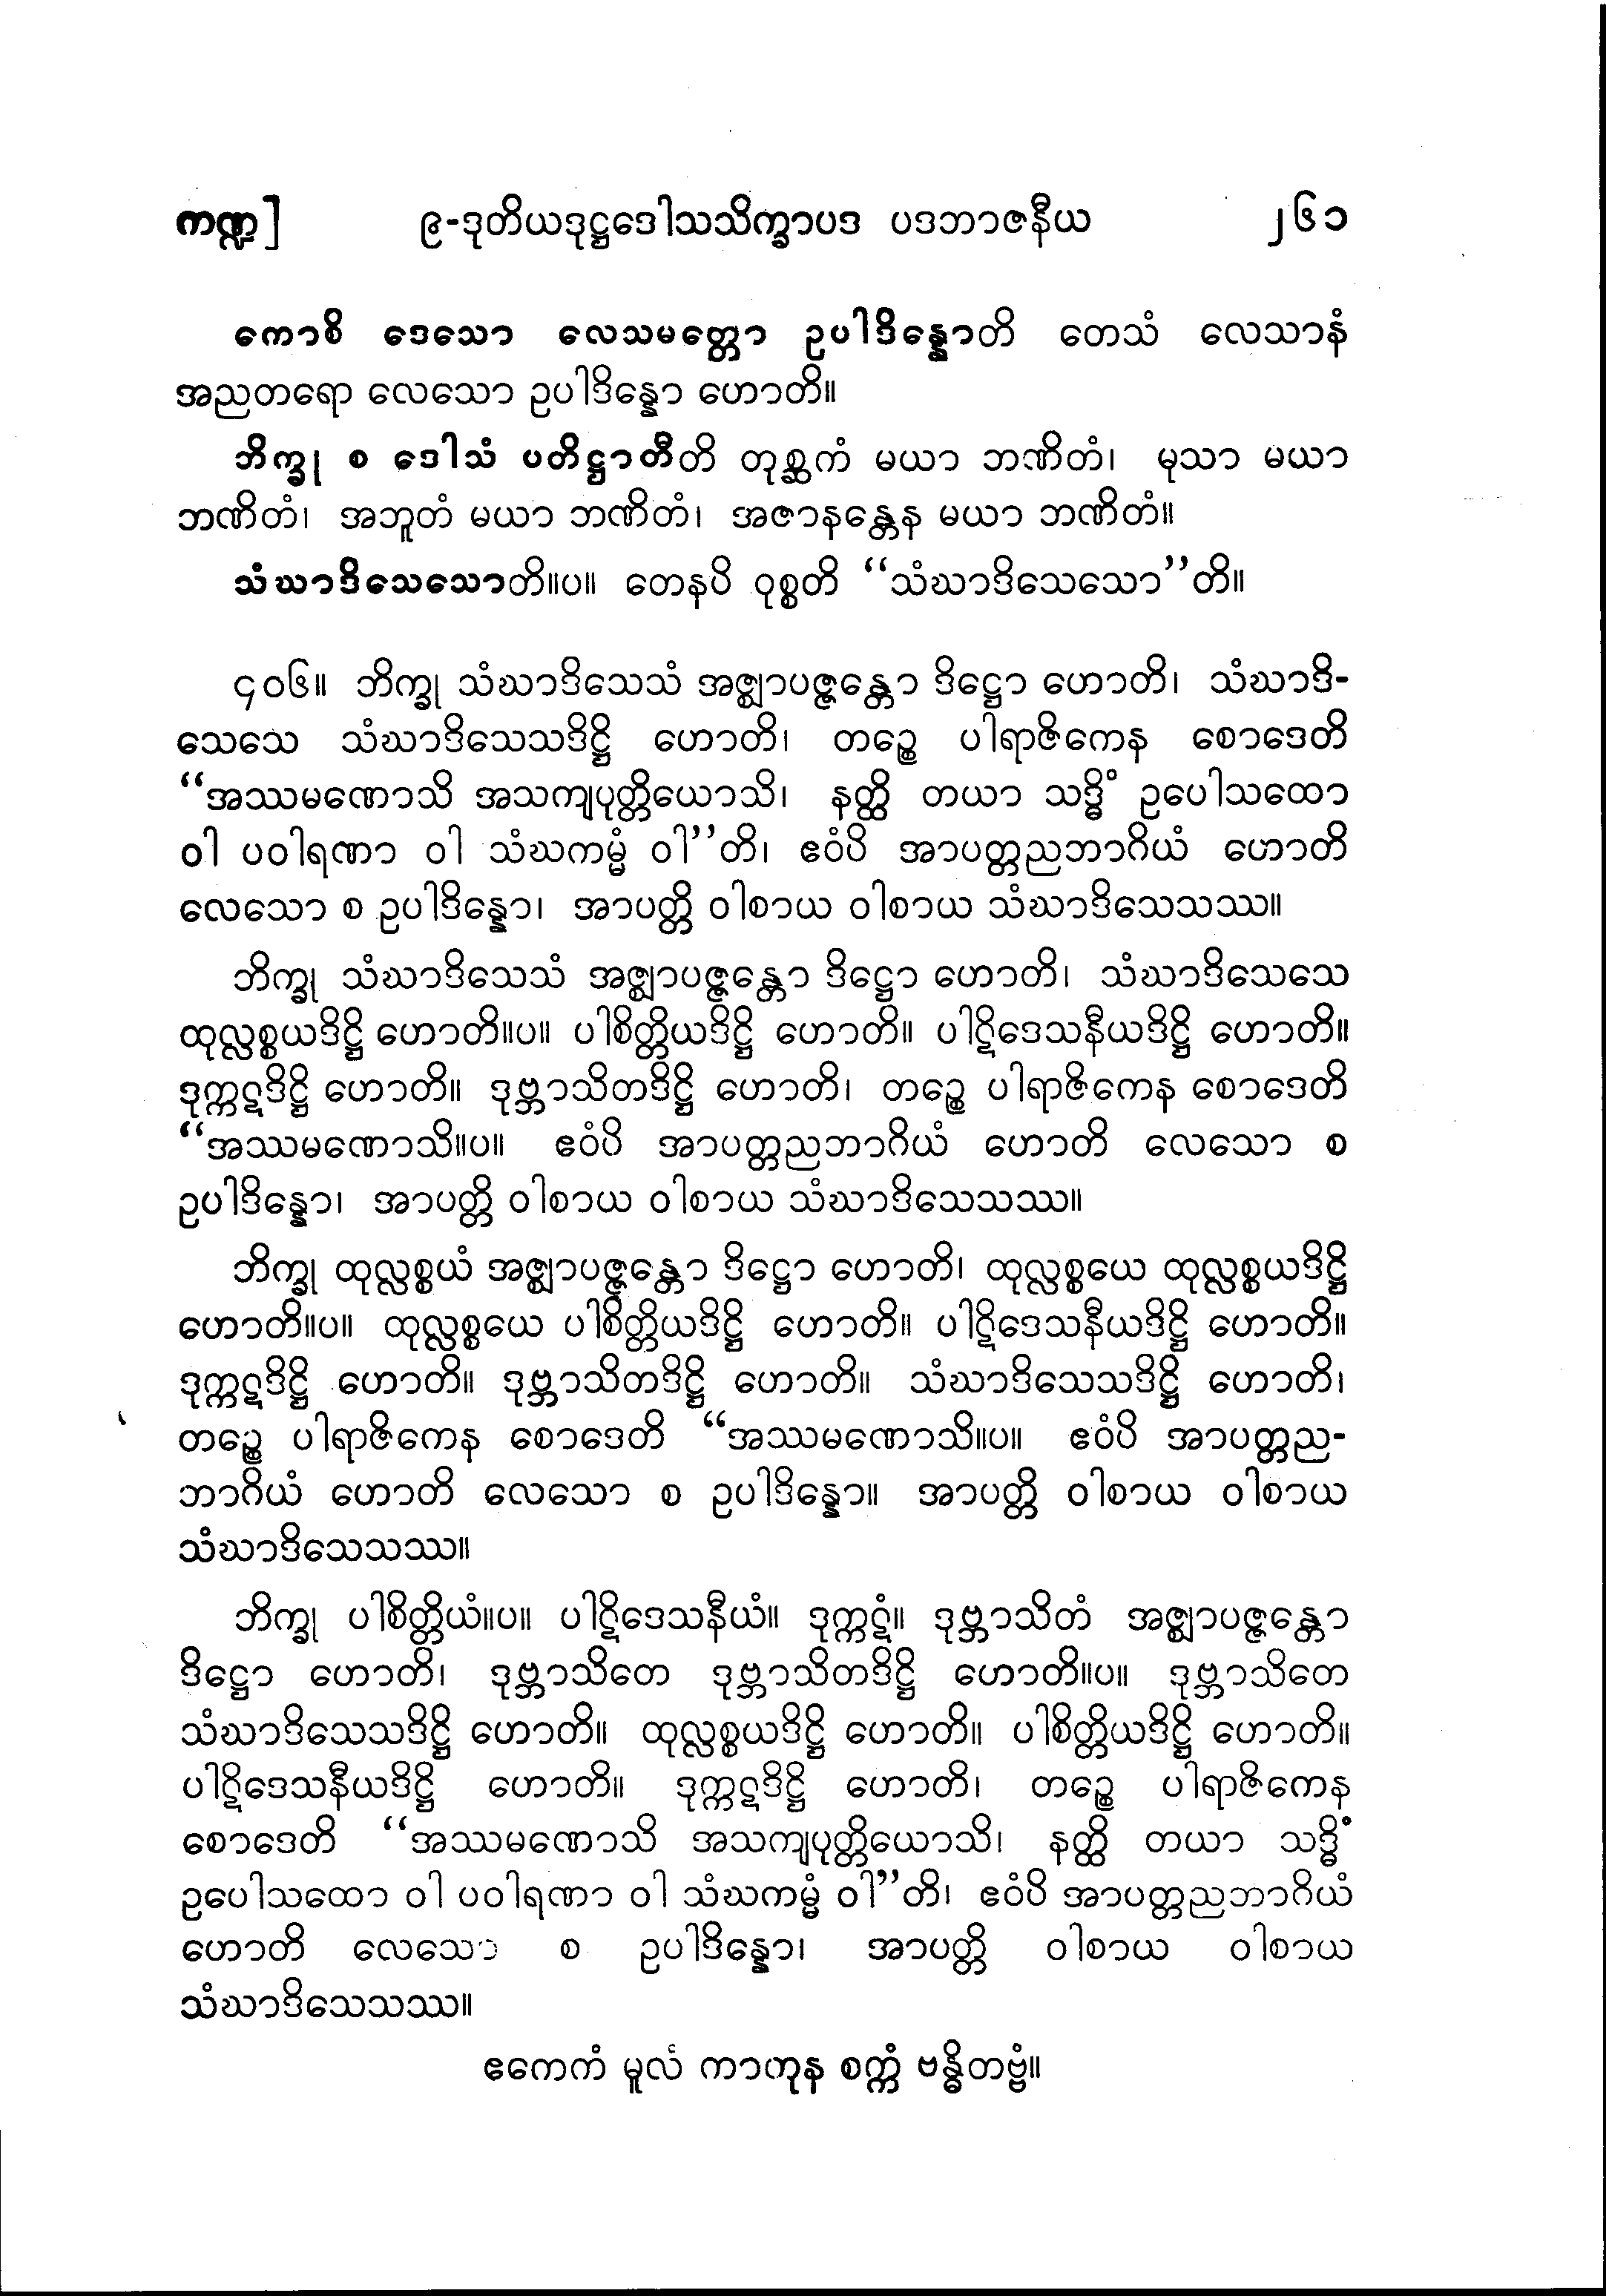 ကဏ္ဍ] ၉-ဒုတိယဒုဋ္ဌဒေါသသိက္ခာပဒ ပဒဘာဇနီယ ၂၆၁
ကောစိ ဒေသော လေသမတ္တော ဥပါဒိန္နောတိ တေသံ လေသာနံ
အညတရော လေသော ဥပါဒိန္နော ဟောတိ။
ဘိက္ခု စ ဒေါသံ ပတိဋ္ဌာတီတိ တုစ္ဆကံ မယာ ဘဏိတံ၊ မုသာ မယာ
ဘဏိတံ၊ အဘူတံ မယာ ဘဏိတံ၊ အဇာနန္တေန မယာ ဘဏိတံ။
သံဃာဒိသေသောတိ။ပ။ တေနပိ ဝုစ္စတိ “သံဃာဒိသေသော”တိ။
၄၀၆။ ဘိက္ခု သံဃာဒိသေသံ အဇ္ဈာပဇ္ဇန္တော ဒိဋ္ဌော ဟောတိ၊ သံဃာဒိ-
သေသေ သံဃာဒိသေသဒိဋ္ဌိ ဟောတိ၊ တဉ္စေ ပါရာဇိကေန စောဒေတိ
“အဿမဏောသိ အသကျပုတ္တိယောသိ၊ နတ္ထိ တယာ သဒ္ဓိံ ဥပေါသထော
ဝါ ပဝါရဏာ ဝါ သံဃကမ္မံ ဝါ”တိ၊ ဧဝံပိ အာပတ္တညဘာဂိယံ ဟောတိ
လေသော စ ဥပါဒိန္နော၊ အာပတ္တိ ဝါစာယ ဝါစာယ သံဃာဒိသေသဿ။
ဘိက္ခု သံဃာဒိသေသံ အဇ္ဈာပဇ္ဇန္တော ဒိဋ္ဌော ဟောတိ၊ သံဃာဒိသေသေ
ထုလ္လစ္စယဒိဋ္ဌိ ဟောတိ။ပ။ ပါစိတ္တိယဒိဋ္ဌိ ဟောတိ။ ပါဋိဒေသနီယဒိဋ္ဌိ ဟောတိ။
ဒုက္ကဋဒိဋ္ဌိ ဟောတိ။ ဒုဗ္ဘာသိတဒိဋ္ဌိ ဟောတိ၊ တဉ္စေ ပါရာဇိကေန စောဒေတိ
“အဿမဏောသိ။ပ။ ဧဝံပိ အာပတ္တညဘာဂိယံ ဟောတိ လေသော စ
ဥပါဒိန္နော၊ အာပတ္တိ ဝါစာယ ဝါစာယ သံဃာဒိသေသဿ။
ဘိက္ခု ထုလ္လစ္စယံ အဇ္ဈာပဇ္ဇန္တော ဒိဋ္ဌော ဟောတိ၊ ထုလ္လစ္စယေ ထုလ္လစ္စယဒိဋ္ဌိ
ဟောတိ။ပ။ ထုလ္လစ္စယေ ပါစိတ္တိယဒိဋ္ဌိ ဟောတိ။ ပါဋိဒေသနီယဒိဋ္ဌိ ဟောတိ။
ဒုက္ကဋဒိဋ္ဌိ ဟောတိ။ ဒုဗ္ဘာသိတဒိဋ္ဌိ ဟောတိ။ သံဃာဒိသေသဒိဋ္ဌိ ဟောတိ၊
တဉ္စေ ပါရာဇိကေန စောဒေတိ “အဿမဏောသိ။ပ။ ဧဝံပိ အာပတ္တည-
ဘာဂိယံ ဟောတိ လေသော စ ဥပါဒိန္နော။ အာပတ္တိ ဝါစာယ ဝါစာယ
သံဃာဒိသေသဿ။
ဘိက္ခု ပါစိတ္တိယံ။ပ။ ပါဋိဒေသနီယံ။ ဒုက္ကဋံ။ ဒုဗ္ဘာသိတံ အဇ္ဈာပဇ္ဇန္တော
ဒိဋ္ဌော ဟောတိ၊ ဒုဗ္ဘာသိတေ ဒုဗ္ဘာသိတဒိဋ္ဌိ ဟောတိ။ပ။ ဒုဗ္ဘာသိတေ
သံဃာဒိသေသဒိဋ္ဌိ ဟောတိ။ ထုလ္လစ္စယဒိဋ္ဌိ ဟောတိ။ ပါစိတ္တိယဒိဋ္ဌိ ဟောတိ။
ပါဋိဒေသနီယဒိဋ္ဌိ ဟောတိ။ ဒုက္ကဋဒိဋ္ဌိ ဟောတိ၊ တဉ္စေ ပါရာဇိကေန
စောဒေတိ “အဿမဏောသိ အသကျပုတ္တိယောသိ၊ နတ္ထိ တယာ သဒ္ဓိံ
ဥပေါသထော ဝါ ပဝါရဏာ ဝါ သံဃကမ္မံ ဝါ”တိ၊ ဧဝံပိ အာပတ္တညဘာဂိယံ
ဟောတိ လေသော စ ဥပါဒိန္နော၊ အာပတ္တိ ဝါစာယ ဝါစာယ
သံဃာဒိသေသဿ။
ဧကေကံ မူလံ ကာတုန စက္ကံ ဗန္ဓိတဗ္ဗံ။